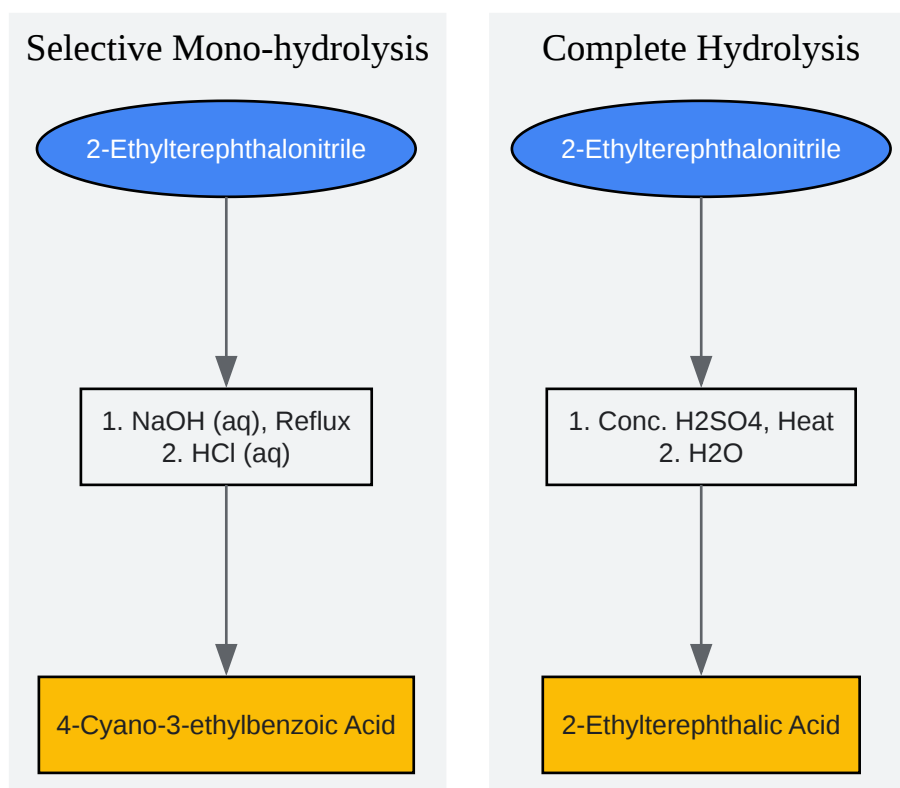 Selective Mono-hydrolysis
2-Ethylterephthalonitrile
1. NaOH (aq), Reflux
2. HCl (aq)
4-Cyano-3-ethylbenzoic Acid
Complete Hydrolysis
2-Ethylterephthalonitrile
1. Conc. H2SO4, Heat
2. H2O
2-Ethylterephthalic Acid